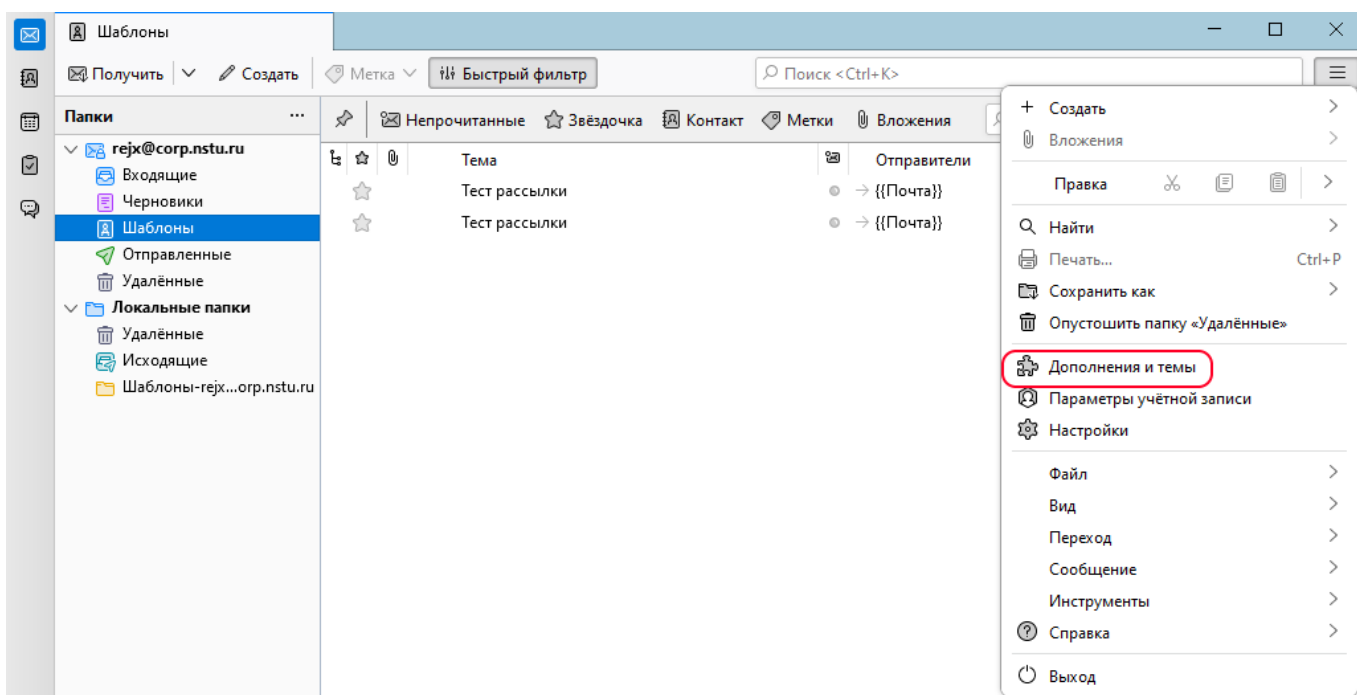 Шаблоны
Получить Создать Метка Быстрый фильтр Поиск <Ctrl+K>
Папки ... Непрочитанные Звёздочка Контакт Метки Вложения
rejx@corp.nstu.ru
Входящие
Черновики
Шаблоны
Отправленные
Удалённые
Локальные папки
Удалённые
Исходящие
Шаблоны-rejx...orp.nstu.ru
Тема Отправители
Тест рассылки → {{Почта}}
Тест рассылки → {{Почта}}
Создать
Вложения
Правка
Найти
Печать... Ctrl+P
Сохранить как
Опустошить папку «Удалённые»
Дополнения и темы
Параметры учётной записи
Настройки
Файл
Вид
Переход
Сообщение
Инструменты
Справка
Выход